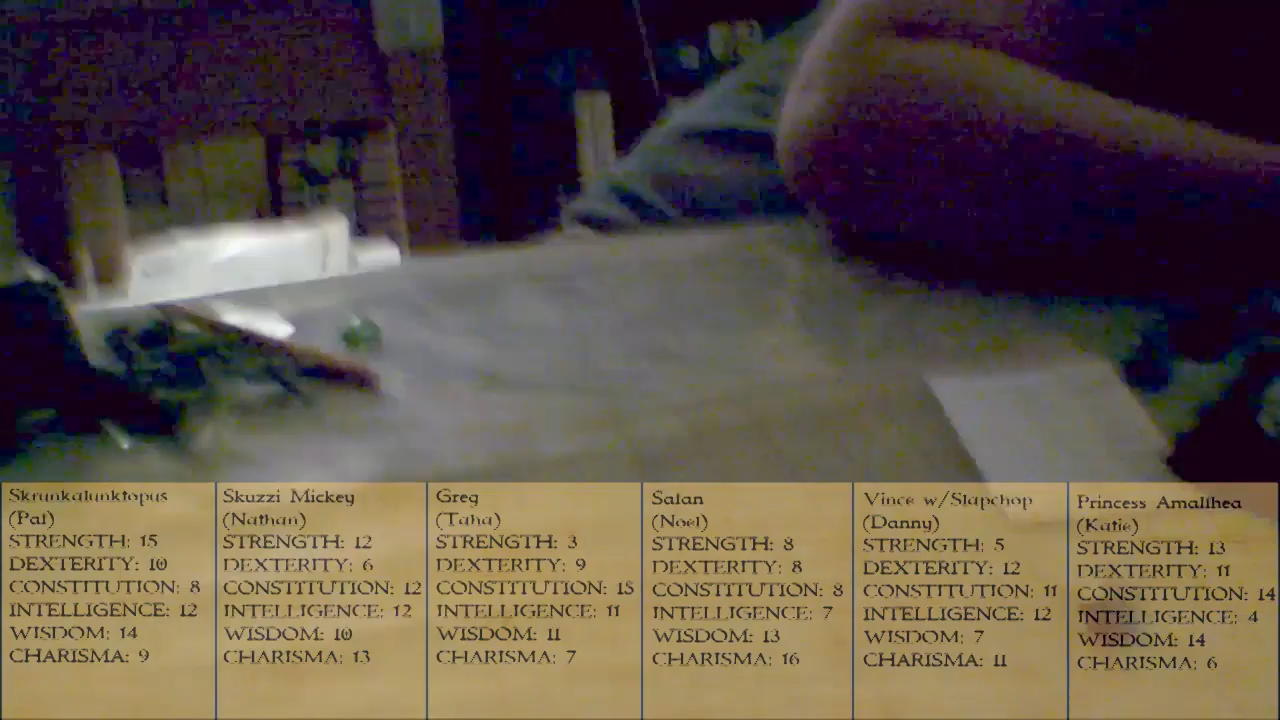 Skrunkalunktopus
(Pat)
STRENGTH: 15
DEXTERITY: 10
CONSTITUTION: 8
INTELLIGENCE: 12
WISDOM: 14
CHARISMA: 9
Skuzzi Mickey
(Nathan)
STRENGTH: 12
DEXTERITY: 6
CONSTITUTION: 12
INTELLIGENCE: 12
WISDOM: 10
CHARISMA: 13
Greg
(Taha)
STRENGTH: 3
DEXTERITY: 9
CONSTITUTION: 15
INTELLIGENCE: 11
WISDOM: 11
CHARISMA: 7
Satan
(Noel)
STRENGTH: 8
DEXTERITY: 8
CONSTITUTION: 8
INTELLIGENCE: 7
WISDOM: 13
CHARISMA: 16
Vince w/Slapchop
(Danny)
STRENGTH: 5
DEXTERITY: 12
CONSTITUTION: 11
INTELLIGENCE: 12
WISDOM: 7
CHARISMA: 11
Princess Amalthea
(Katie)
STRENGTH: 13
DEXTERITY: 11
CONSTITUTION: 14
INTELLIGENCE: 4
WISDOM: 14
CHARISMA: 6